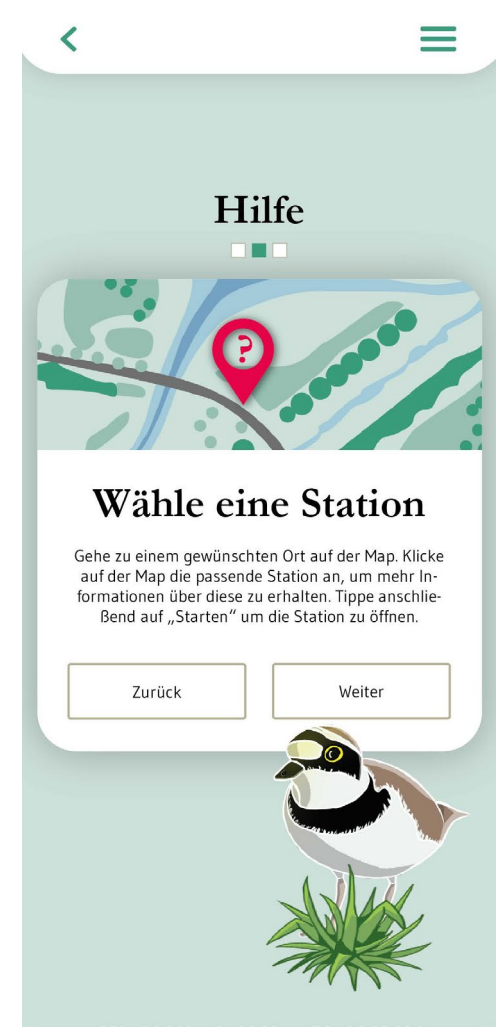 Hilfe
?
Wähle eine Station
Gehe zu einem gewünschten Ort auf der Map. Klicke
auf der Map die passende Station an, um mehr In-
formationen über diese zu erhalten. Tippe anschlie-
ßend auf „Starten“ um die Station zu öffnen.
Zurück
Weiter